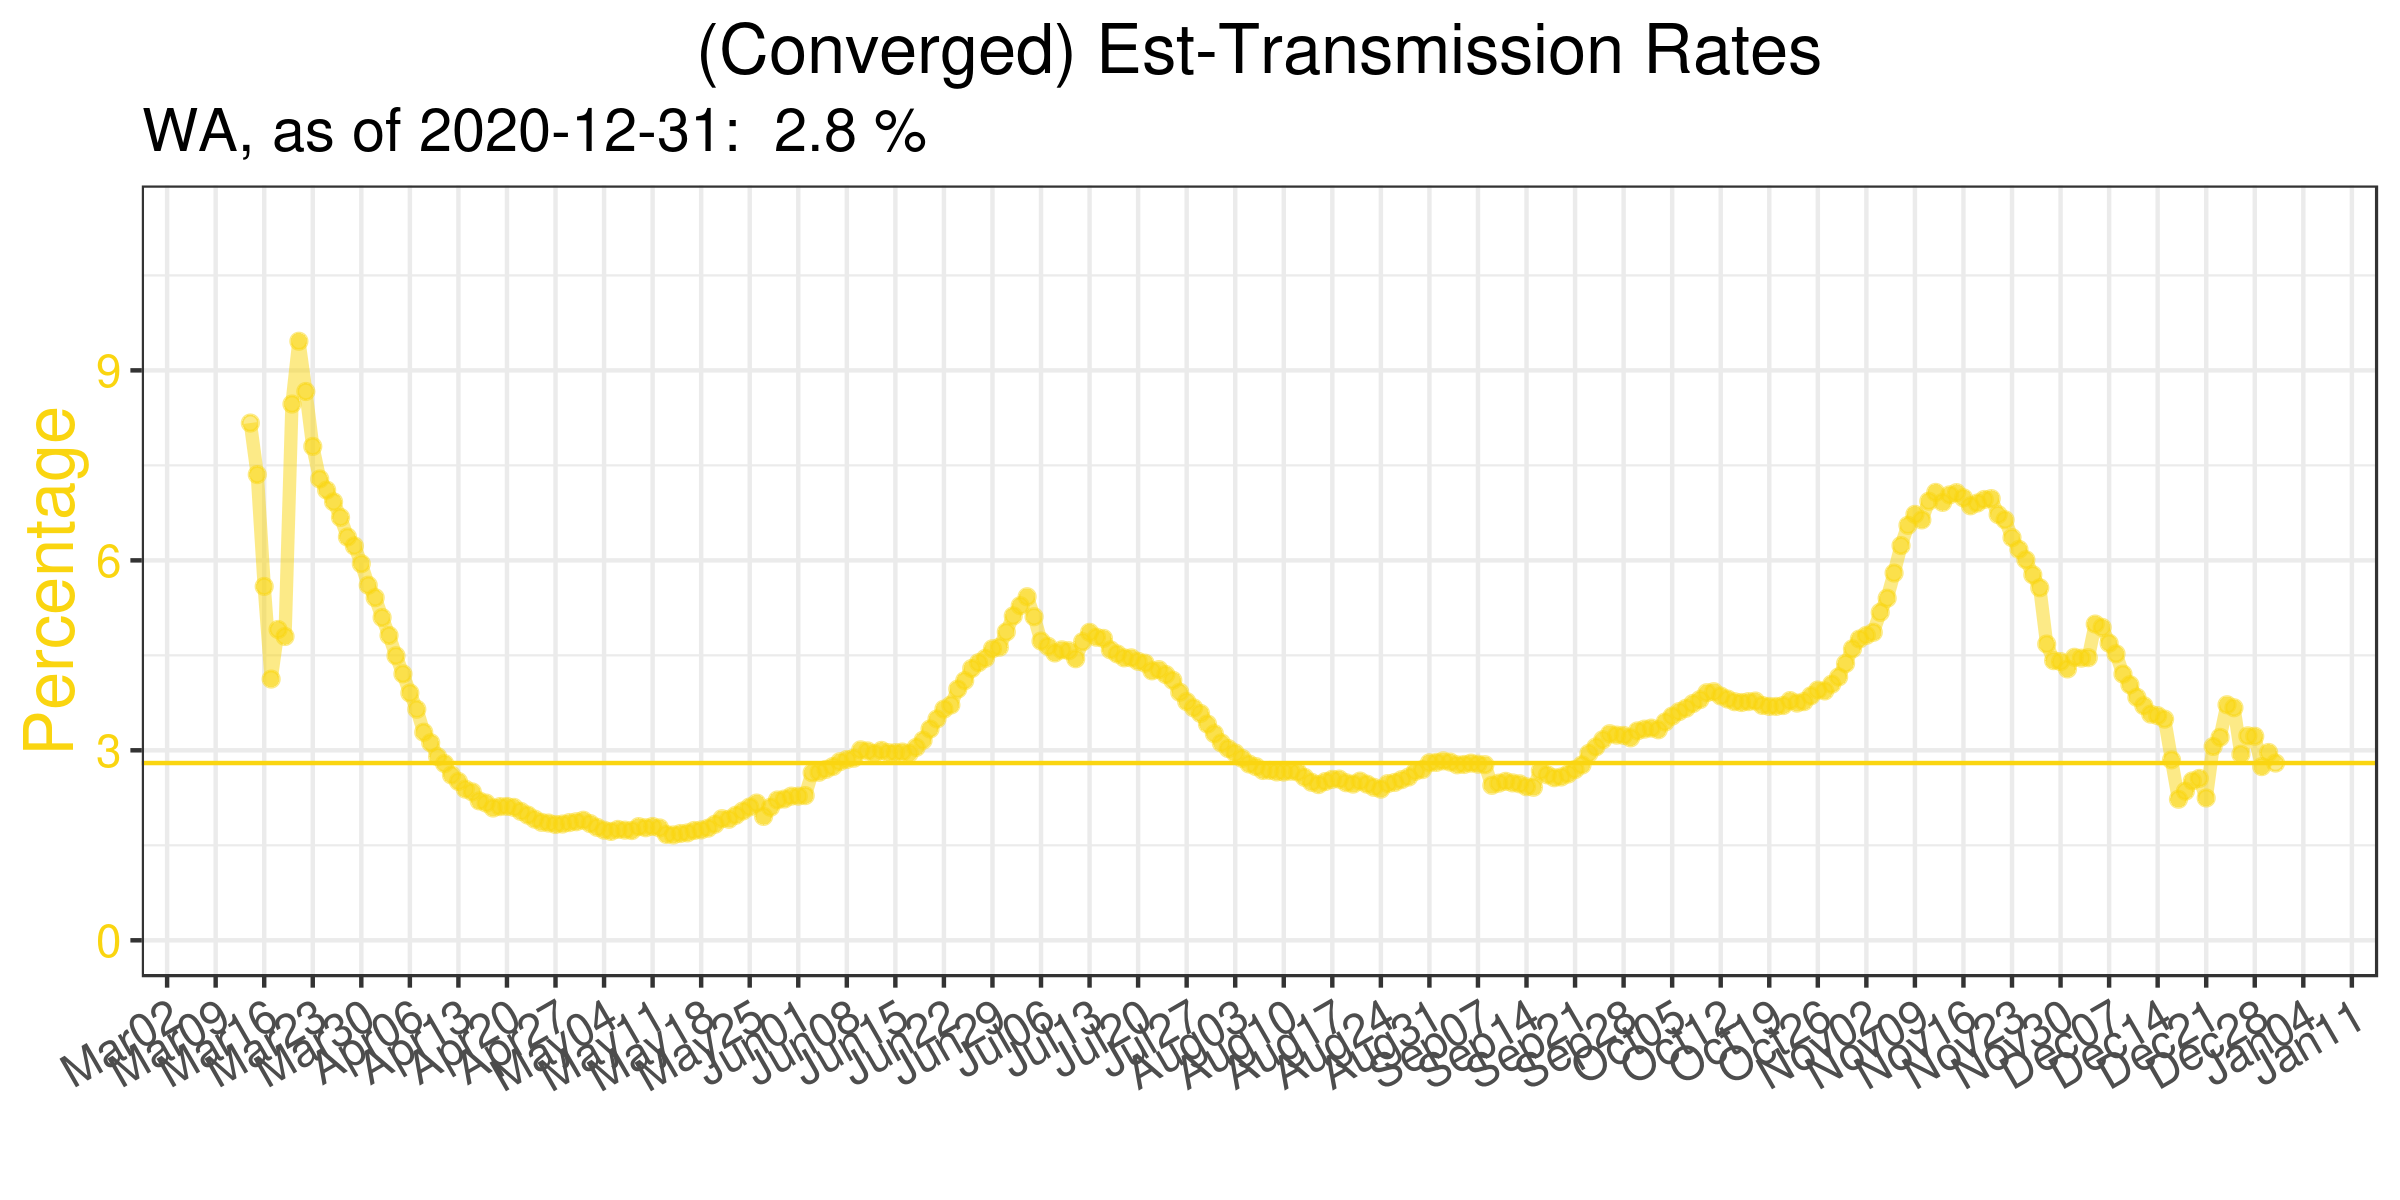 (Converged) Est-Transmission Rates
WA, as of 2020-12-31:  2.8 %
Percentage
9
6
3
0
Mar02
Mar09
Mar16
Mar23
Mar30
Apr06
Apr13
Apr20
Apr27
May04
May11
May18
May25
Jun01
Jun08
Jun15
Jun22
Jun29
Jul06
Jul13
Jul20
Jul27
Aug03
Aug10
Aug17
Aug24
Aug31
Sep07
Sep14
Sep21
Sep28
Oct05
Oct12
Oct19
Oct26
Nov02
Nov09
Nov16
Nov23
Nov30
Dec07
Dec14
Dec21
Dec28
Jan04
Jan11